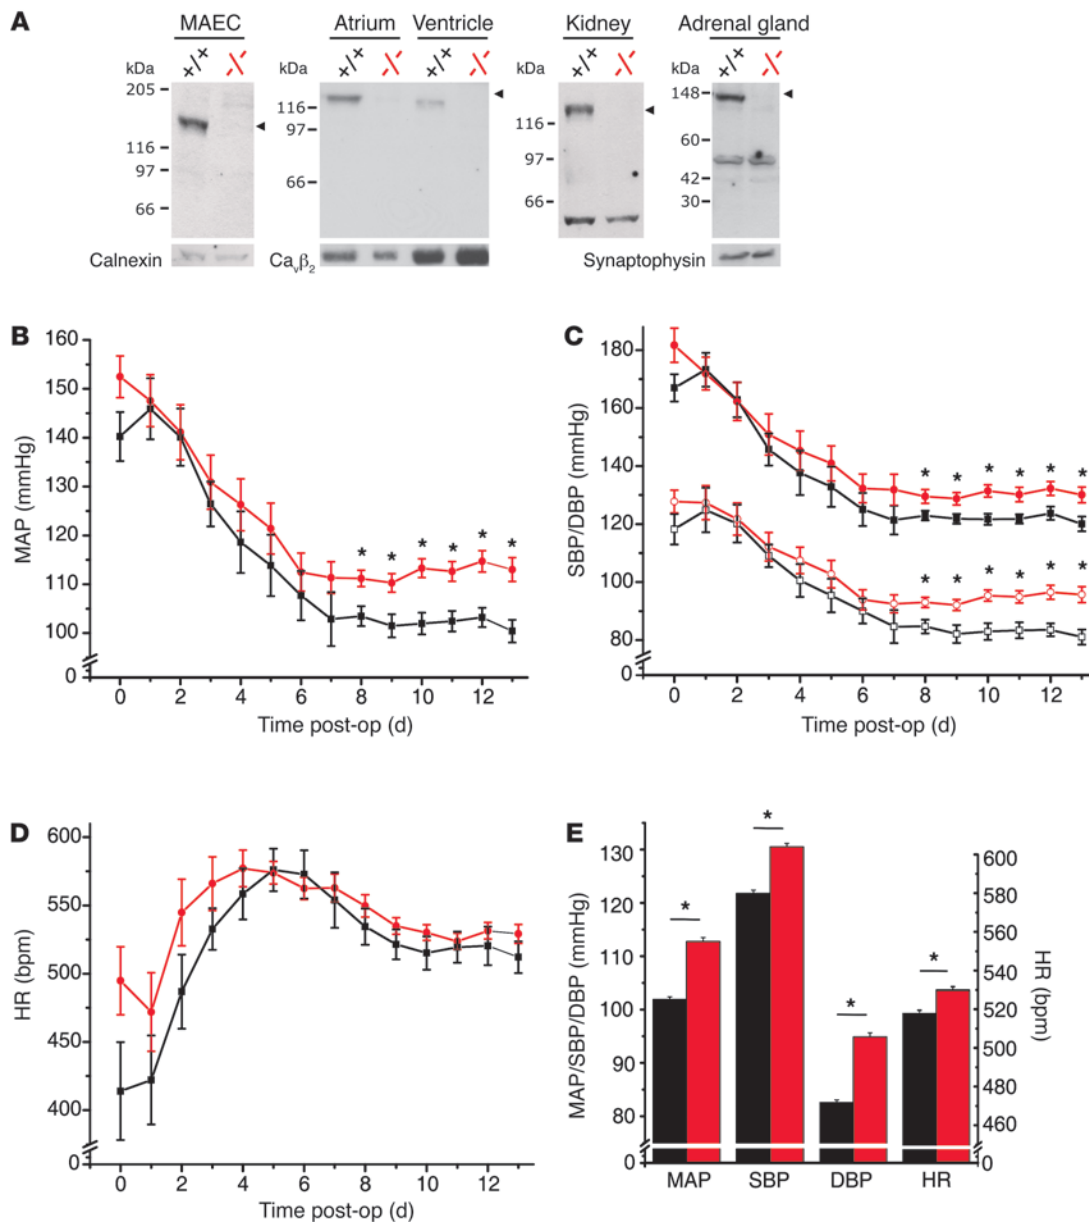 A
MAEC
Atrium Ventricle
Kidney
Adrenal gland
kDa +/+ -/-
kDa +/+ -/- +/+ -/-
kDa +/+ -/-
kDa +/+ -/-
205
116
97
66
116
97
66
116
97
66
148
60
42
30
Calnexin
Cavβ2
Synaptophysin
B
MAP (mmHg)
160
150
140
130
120
110
100
0
* * * * * *
0 2 4 6 8 10 12
Time post-op (d)
C
SBP/DBP (mmHg)
180
160
140
120
100
80
0
* * * * * *
* * * * * *
0 2 4 6 8 10 12
Time post-op (d)
D
HR (bpm)
600
550
500
450
400
0
0 2 4 6 8 10 12
Time post-op (d)
E
MAP/SBP/DBP (mmHg)
130
120
110
100
90
80
0
* * * *
HR (bpm)
600
580
560
540
520
500
480
460
0
MAP SBP DBP HR